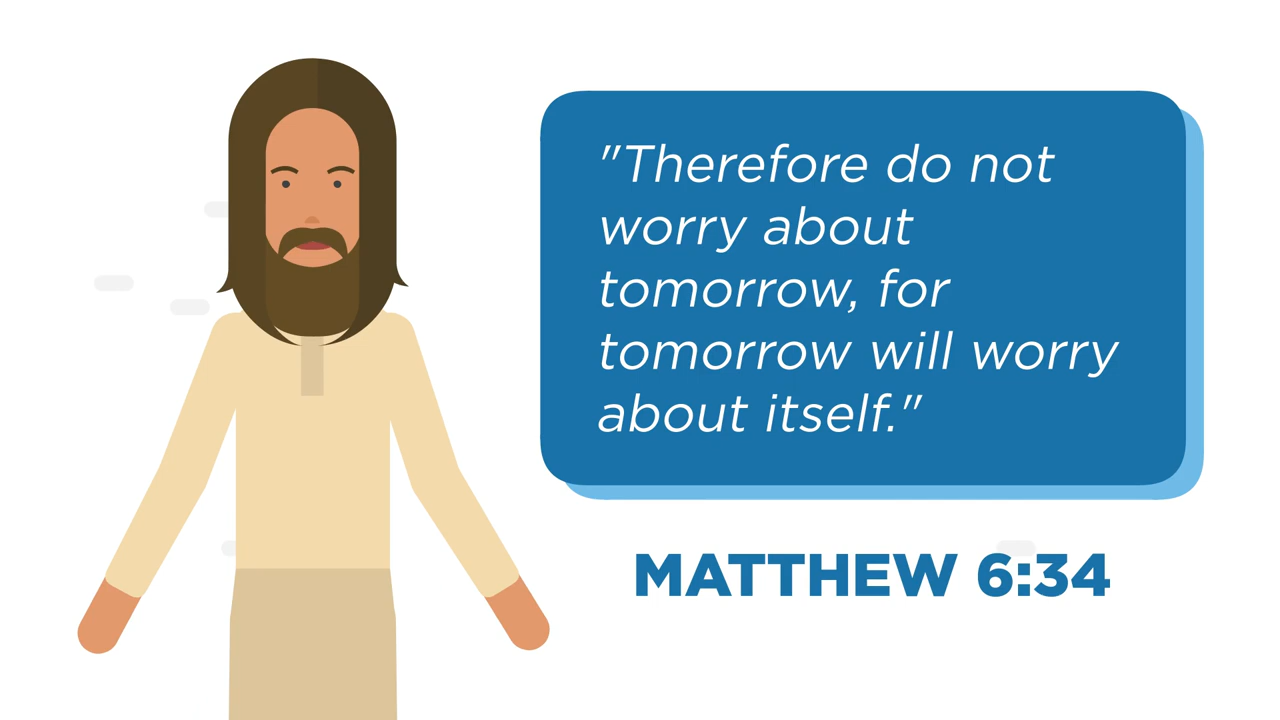 "Therefore do not
worry about
tomorrow, for
tomorrow will worry
about itself."
MATTHEW 6:34